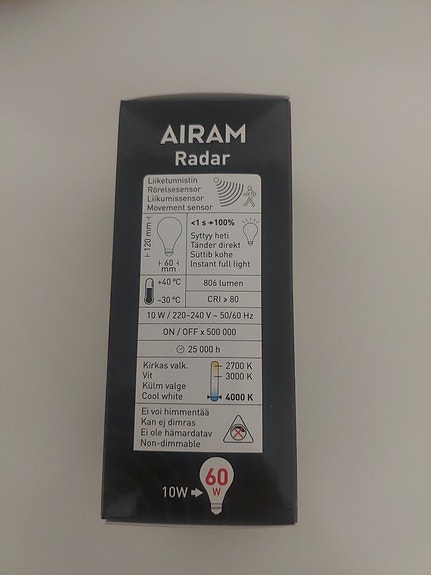 AIRAM
Radar
Liiketunnistin
Rörelsesensor
Liikumissensor
Movement sensor
120 mm
60
mm
<1 s → 100%
Syttyy heti
Tänder direkt
Süttib kohe
Instant full light
+40 °C
-30 °C
806 lumen
CRI ≥ 80
10 W / 220-240 V ~ 50/60 Hz
ON / OFF x 500 000
25 000 h
Kirkas valk.
Vit
Külm valge
Cool white
2700 K
3000 K
4000 K
Ei voi himmentää
Kan ej dimras
Ei ole hämardatav
Non-dimmable
10W → 60
W